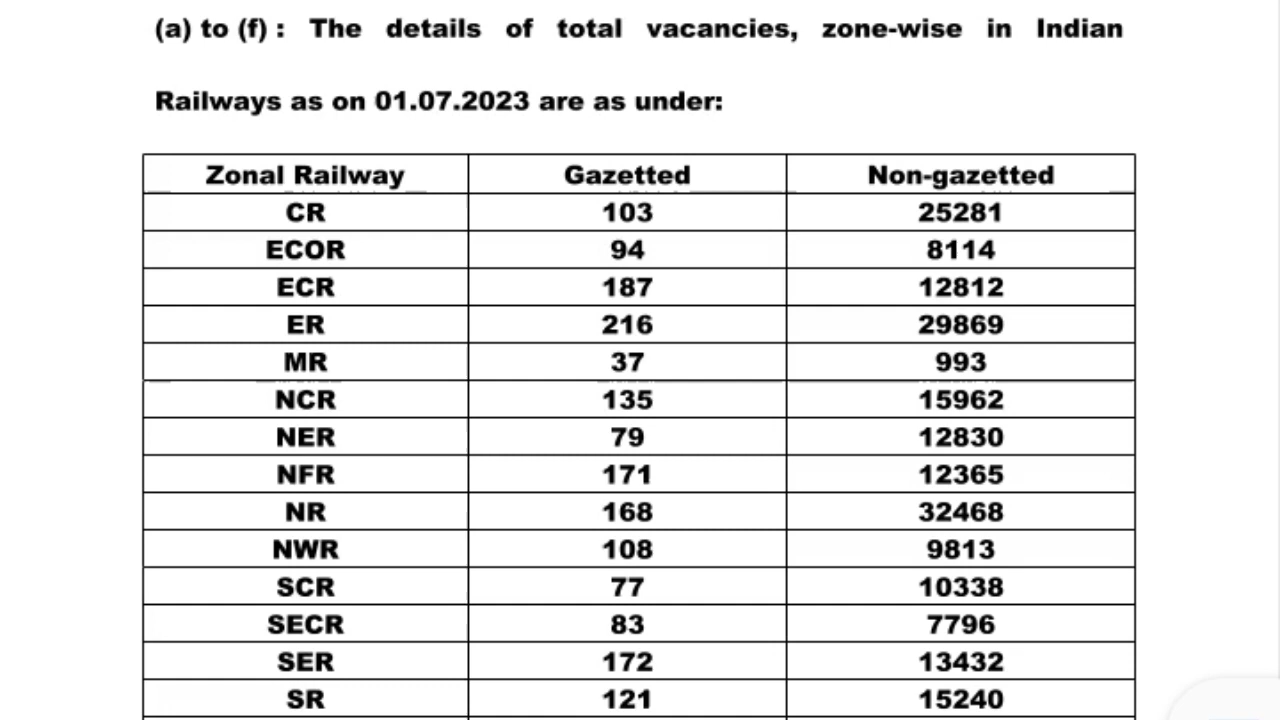 (a) to (f) : The details of total vacancies, zone-wise in Indian
Railways as on 01.07.2023 are as under:
Zonal Railway Gazetted Non-gazetted
CR 103 25281
ECOR 94 8114
ECR 187 12812
ER 216 29869
MR 37 993
NCR 135 15962
NER 79 12830
NFR 171 12365
NR 168 32468
NWR 108 9813
SCR 77 10338
SECR 83 7796
SER 172 13432
SR 121 15240